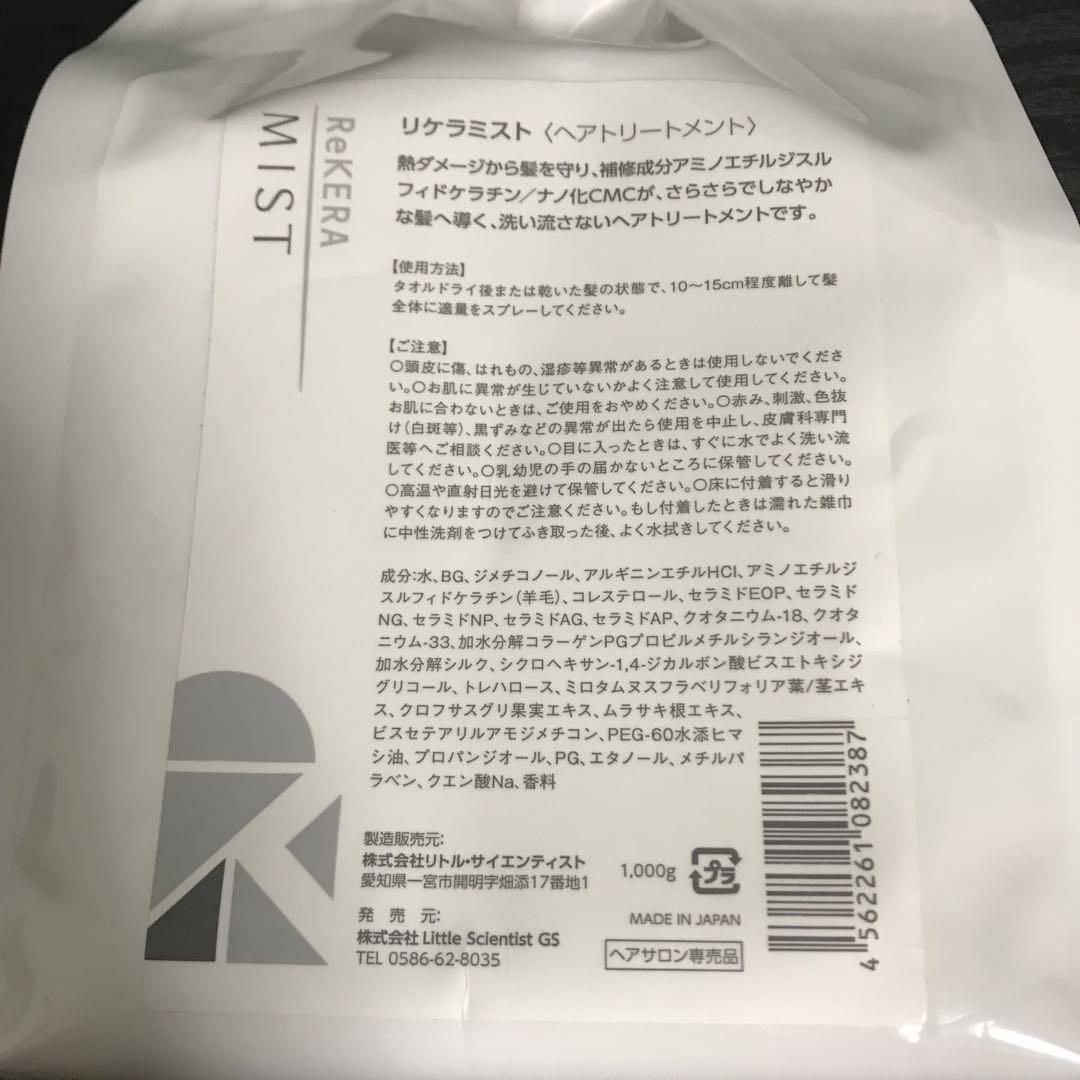 ReKERA
MIST
リケラミスト〈ヘアトリートメント〉
熱ダメージから髪を守り、補修成分アミノエチルジスル
フィドケラチン/ナノ化CMCが、さらさらでしなやか
な髪へ導く、洗い流さないヘアトリートメントです。
【使用方法】
タオルドライ後または乾いた髪の状態で、10〜15cm程度離して髪
全体に適量をスプレーしてください。
【ご注意】
○頭皮に傷、はれもの、湿疹等異常があるときは使用しないでくださ
い。○お肌に異常が生じていないかよく注意して使用してください。
お肌に合わないときは、ご使用をおやめください。○赤み、刺激、色抜
け(白斑等)、黒ずみなどの異常が出たら使用を中止し、皮膚科専門
医等へご相談ください。○目に入ったときは、すぐに水でよく洗い流
してください。○乳幼児の手の届かないところに保管してください。
○高温や直射日光を避けて保管してください。○床に付着すると滑り
やすくなりますのでご注意ください。もし付着したときは濡れた雑巾
に中性洗剤をつけてふき取った後、よく水拭きしてください。
成分:水、BG、ジメチコノール、アルギニンエチルHCl、アミノエチルジ
スルフィドケラチン(羊毛)、コレステロール、セラミドEOP、セラミド
NG、セラミドNP、セラミドAG、セラミドAP、クオタニウム-18、クオタ
ニウム-33、加水分解コラーゲンPGプロピルメチルシランジオール、
加水分解シルク、シクロヘキサン-1,4-ジカルボン酸ビスエトキシジ
グリコール、トレハロース、ミロタムヌスフラベリフォリア葉/茎エキ
ス、クロフサスグリ果実エキス、ムラサキ根エキス、
ビスセテアリルアモジメチコン、PEG-60水添ヒマ
シ油、プロパンジオール、PG、エタノール、メチルパ
ラベン、クエン酸Na、香料
製造販売元:
株式会社リトル・サイエンティスト
愛知県一宮市開明字畑添17番地1
発 売 元:
株式会社 Little Scientist GS
TEL 0586-62-8035
1,000g
プラ
MADE IN JAPAN
ヘアサロン専売品
4 562261 082387